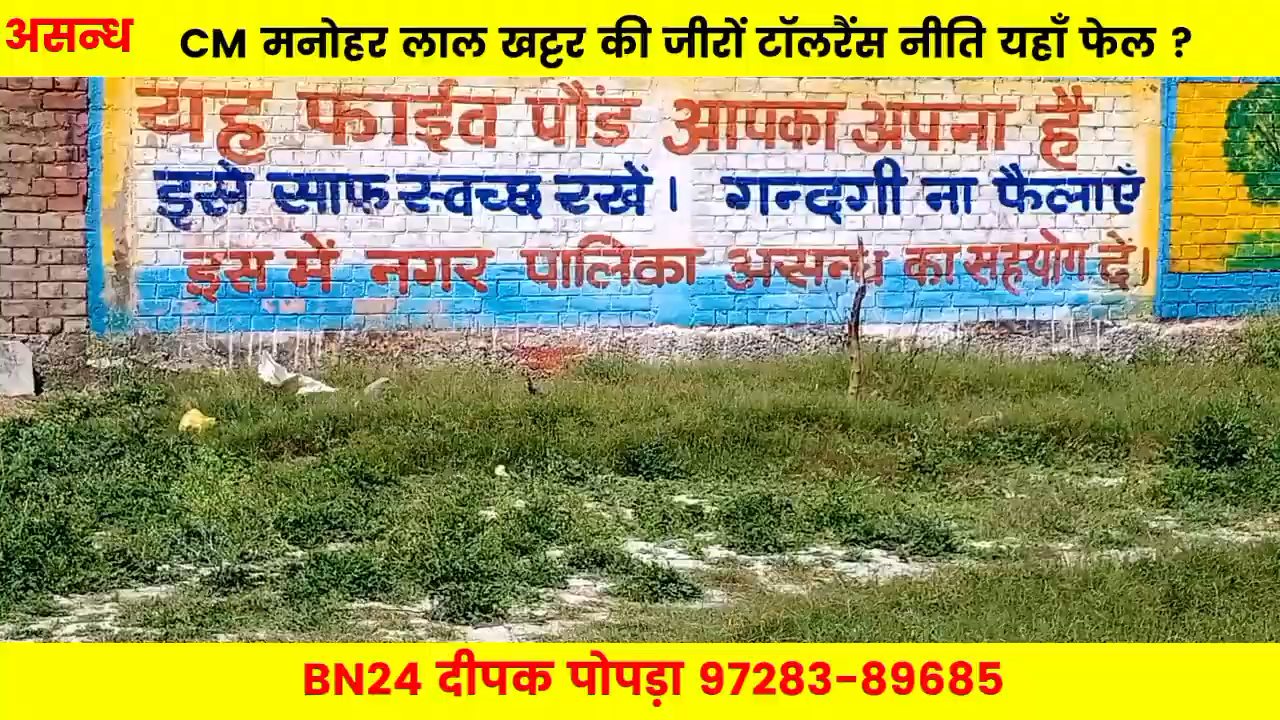 असन्ध CM मनोहर लाल खट्टर की जीरों टॉलरैंस नीति यहाँ फेल ?
यह फाईव पौंड आपका अपना है
इसे साफ स्वच्छ रखें। गन्दगी ना फैलाएँ
इस में नगर पालिका असन्ध का सहयोग दें।
BN24 दीपक पोपड़ा 97283-89685